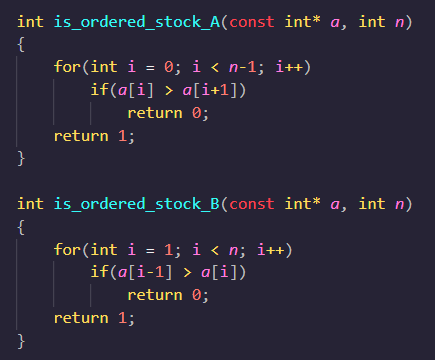 int is_ordered_stock_A(const int* a, int n)
{
    for(int i = 0; i < n-1; i++)
        if(a[i] > a[i+1])
            return 0;
    return 1;
}

int is_ordered_stock_B(const int* a, int n)
{
    for(int i = 1; i < n; i++)
        if(a[i-1] > a[i])
            return 0;
    return 1;
}